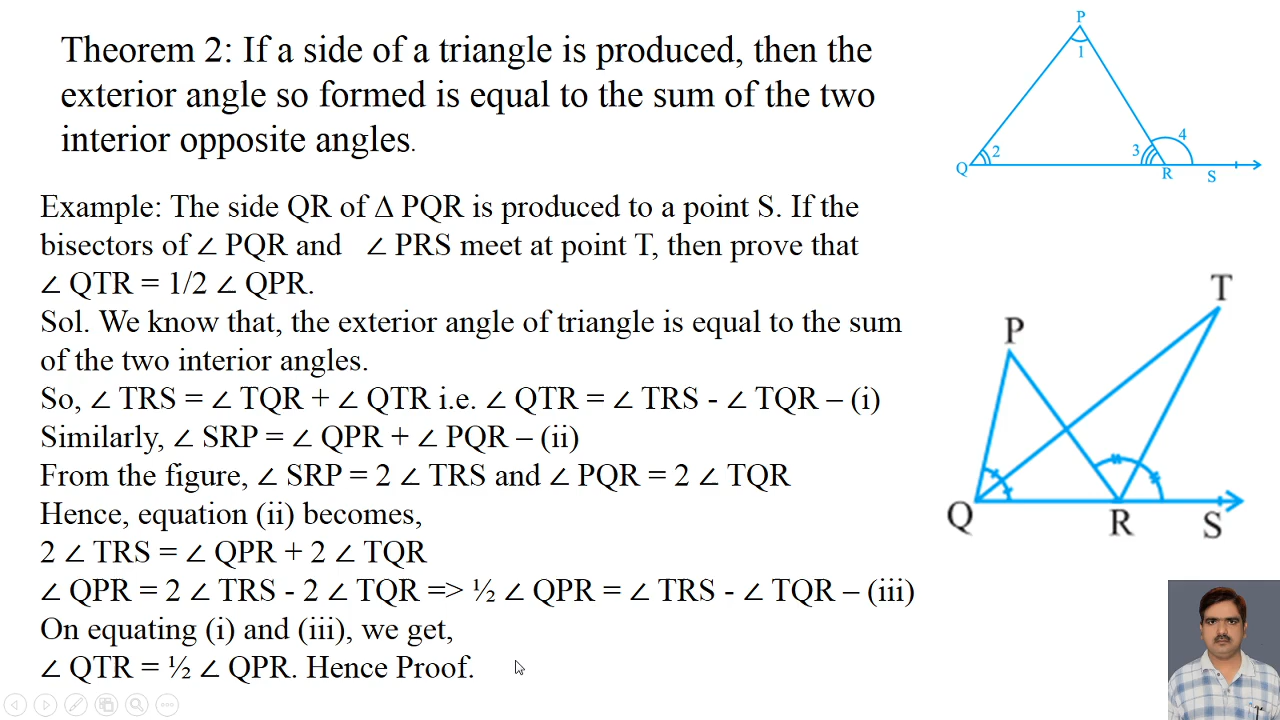 Theorem 2: If a side of a triangle is produced, then the
exterior angle so formed is equal to the sum of the two
interior opposite angles.
P
1
2
3
4
Q
R
S
Example: The side QR of Δ PQR is produced to a point S. If the
bisectors of ∠ PQR and ∠ PRS meet at point T, then prove that
∠ QTR = 1/2 ∠ QPR.
Sol. We know that, the exterior angle of triangle is equal to the sum
of the two interior angles.
So, ∠ TRS = ∠ TQR + ∠ QTR i.e. ∠ QTR = ∠ TRS - ∠ TQR – (i)
Similarly, ∠ SRP = ∠ QPR + ∠ PQR – (ii)
From the figure, ∠ SRP = 2 ∠ TRS and ∠ PQR = 2 ∠ TQR
Hence, equation (ii) becomes,
2 ∠ TRS = ∠ QPR + 2 ∠ TQR
∠ QPR = 2 ∠ TRS - 2 ∠ TQR => ½ ∠ QPR = ∠ TRS - ∠ TQR – (iii)
On equating (i) and (iii), we get,
∠ QTR = ½ ∠ QPR. Hence Proof.
T
P
Q
R
S